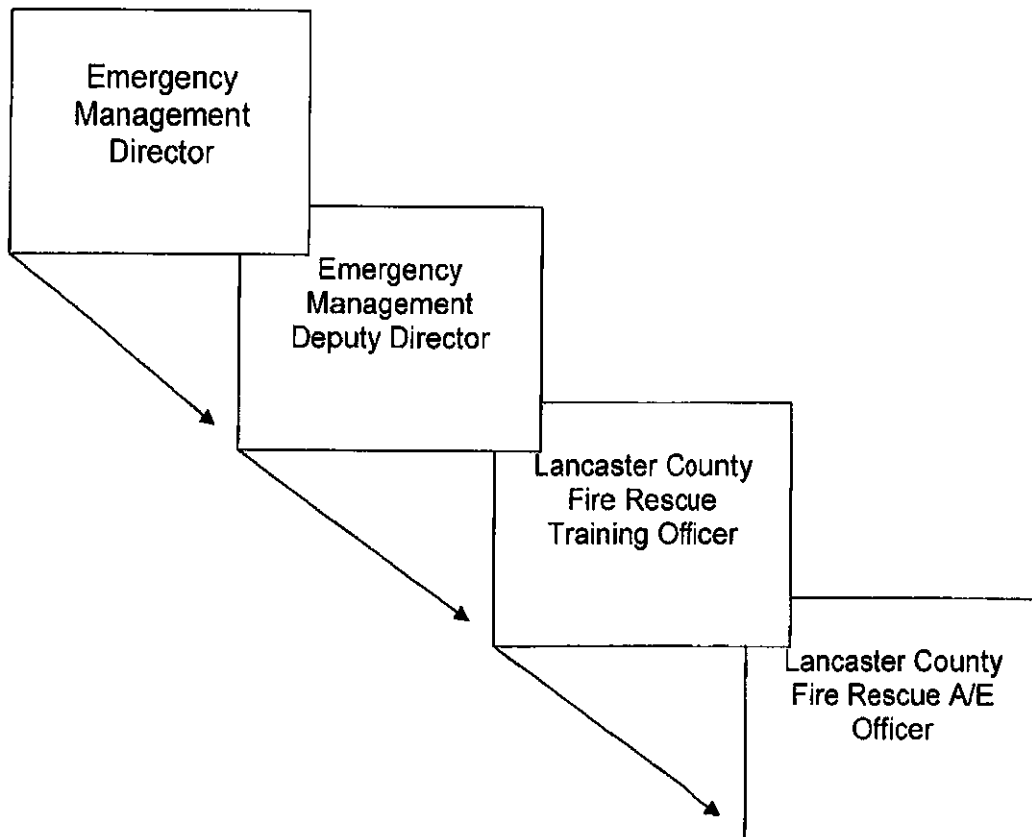 Emergency
Management
Director
Emergency
Management
Deputy Director
Lancaster County
Fire Rescue
Training Officer
Lancaster County
Fire Rescue A/E
Officer